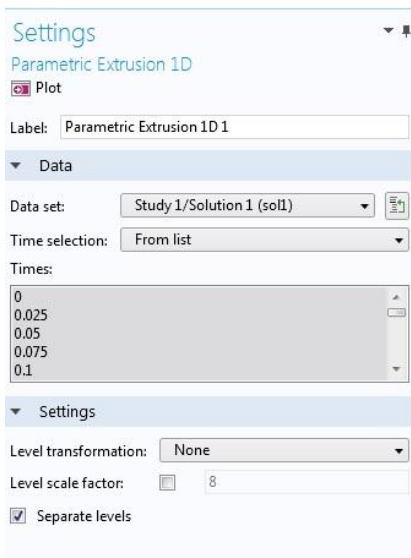 Settings
Parametric Extrusion 1D
Plot
Label: Parametric Extrusion 1D 1
Data
Data set: Study 1/Solution 1 (sol1)
Time selection: From list
Times:
0
0.025
0.05
0.075
0.1
Settings
Level transformation: None
Level scale factor: 8
Separate levels